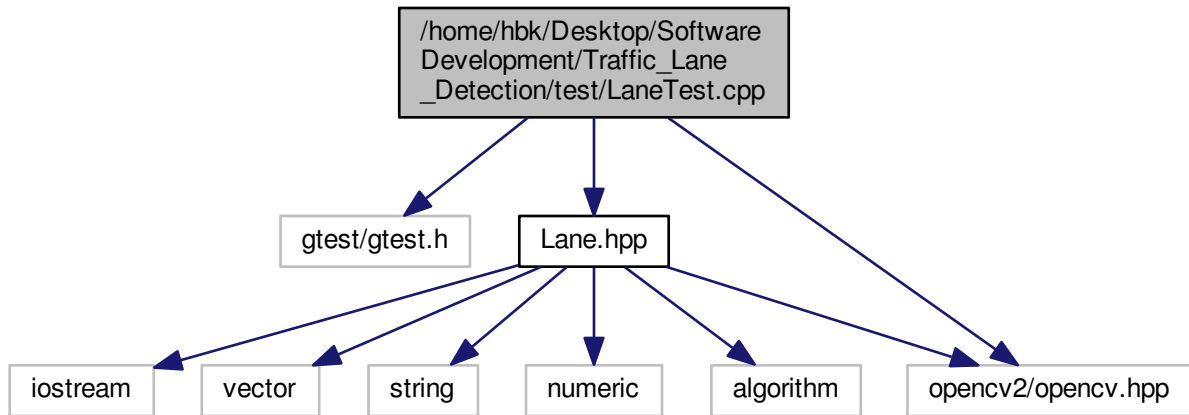 /home/hbk/Desktop/Software
Development/Traffic_Lane
_Detection/test/LaneTest.cpp
gtest/gtest.h
Lane.hpp
iostream
vector
string
numeric
algorithm
opencv2/opencv.hpp